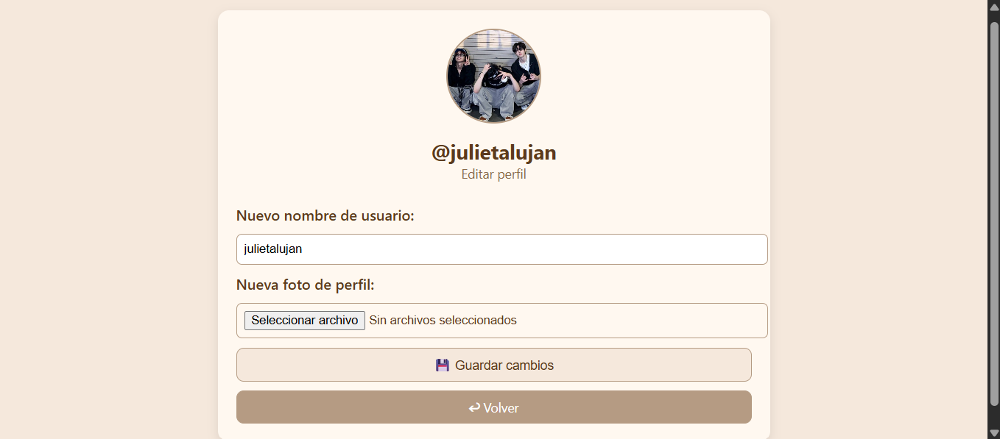 @julietalujan
Editar perfil
Nuevo nombre de usuario:
julietalujan
Nueva foto de perfil:
Seleccionar archivo Sin archivos seleccionados
💾 Guardar cambios
↩ Volver